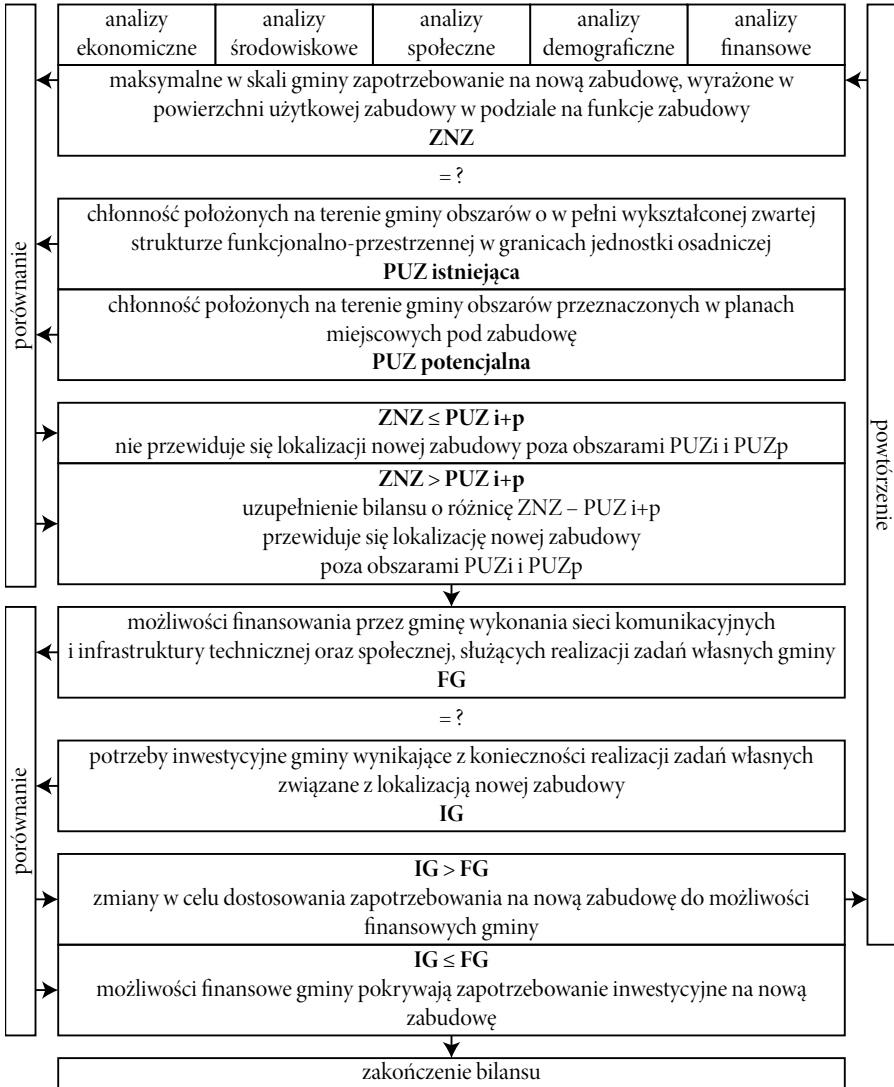 analizy ekonomiczne
analizy środowiskowe
analizy społeczne
analizy demograficzne
analizy finansowe
maksymalne w skali gminy zapotrzebowanie na nową zabudowę, wyrażone w
powierzchni użytkowej zabudowy w podziale na funkcje zabudowy
ZNZ
= ?
chłonność położonych na terenie gminy obszarów o w pełni wykształconej zwartej
strukturze funkcjonalno-przestrzennej w granicach jednostki osadniczej
PUZ istniejąca
chłonność położonych na terenie gminy obszarów przeznaczonych w planach
miejscowych pod zabudowę
PUZ potencjalna
porównanie
ZNZ ≤ PUZ i+p
nie przewiduje się lokalizacji nowej zabudowy poza obszarami PUZi i PUZp
ZNZ > PUZ i+p
uzupełnienie bilansu o różnicę ZNZ – PUZ i+p
przewiduje się lokalizację nowej zabudowy
poza obszarami PUZi i PUZp
powtórzenie
możliwości finansowania przez gminę wykonania sieci komunikacyjnych
i infrastruktury technicznej oraz społecznej, służących realizacji zadań własnych gminy
FG
= ?
potrzeby inwestycyjne gminy wynikające z konieczności realizacji zadań własnych
związane z lokalizacją nowej zabudowy
IG
porównanie
IG > FG
zmiany w celu dostosowania zapotrzebowania na nową zabudowę do możliwości
finansowych gminy
IG ≤ FG
możliwości finansowe gminy pokrywają zapotrzebowanie inwestycyjne na nową
zabudowę
zakończenie bilansu